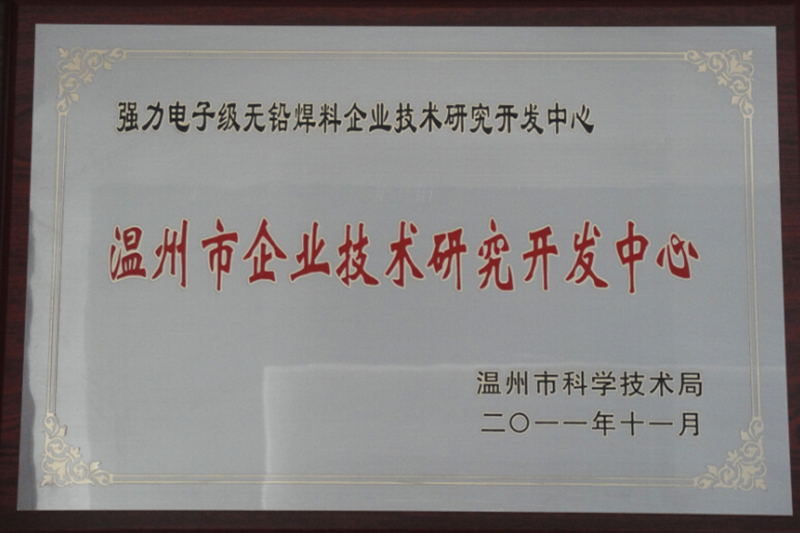 强力电子级无铅焊料企业技术研究开发中心
温州市企业技术研究开发中心
温州市科学技术局
二〇一一年十一月